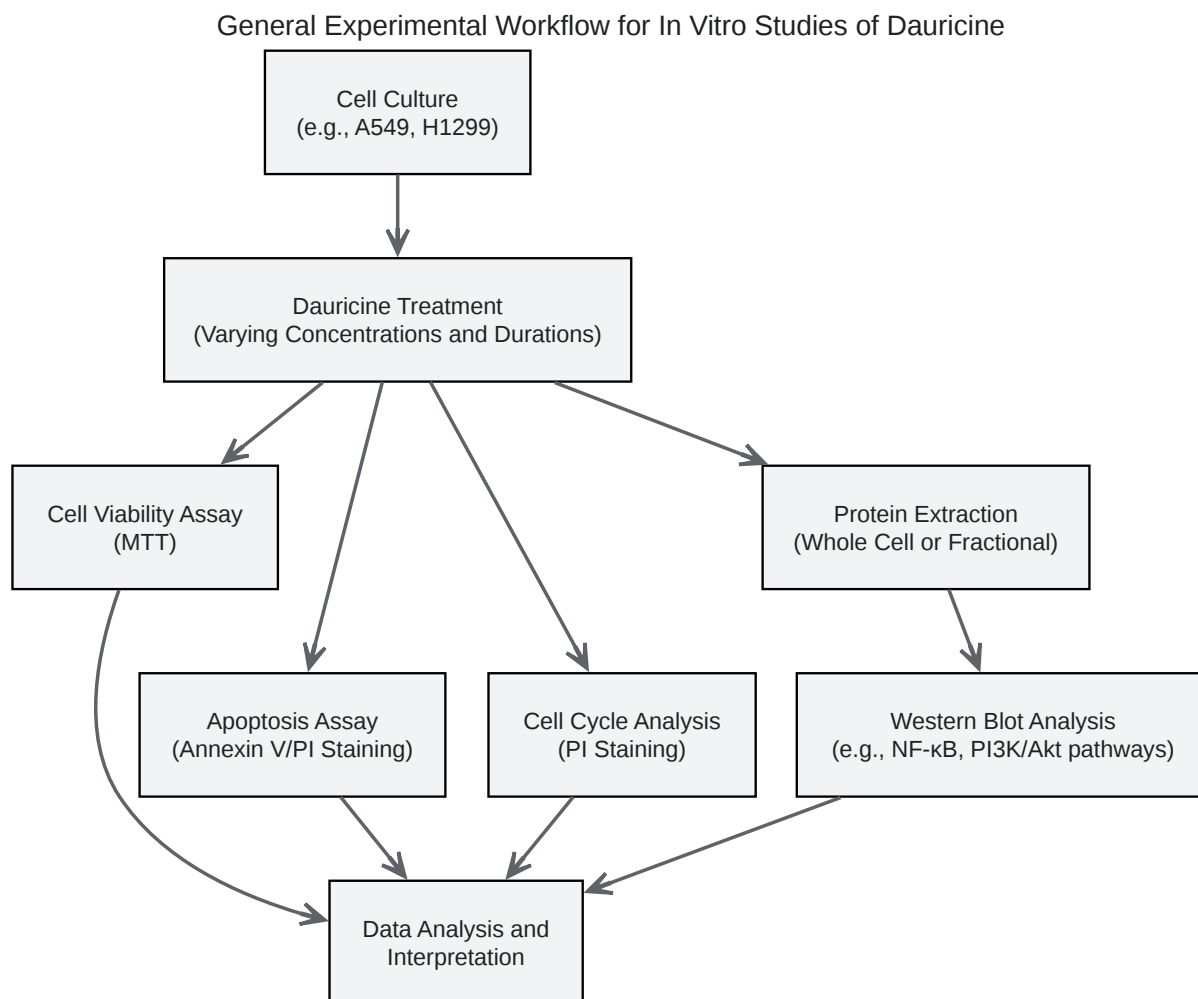 General Experimental Workflow for In Vitro Studies of Dauricine
Cell Culture
(e.g., A549, H1299)
Dauricine Treatment
(Varying Concentrations and Durations)
Cell Viability Assay
(MTT)
Protein Extraction
(Whole Cell or Fractional)
Apoptosis Assay
(Annexin V/PI Staining)
Cell Cycle Analysis
(PI Staining)
Western Blot Analysis
(e.g., NF-κB, PI3K/Akt pathways)
Data Analysis and
Interpretation